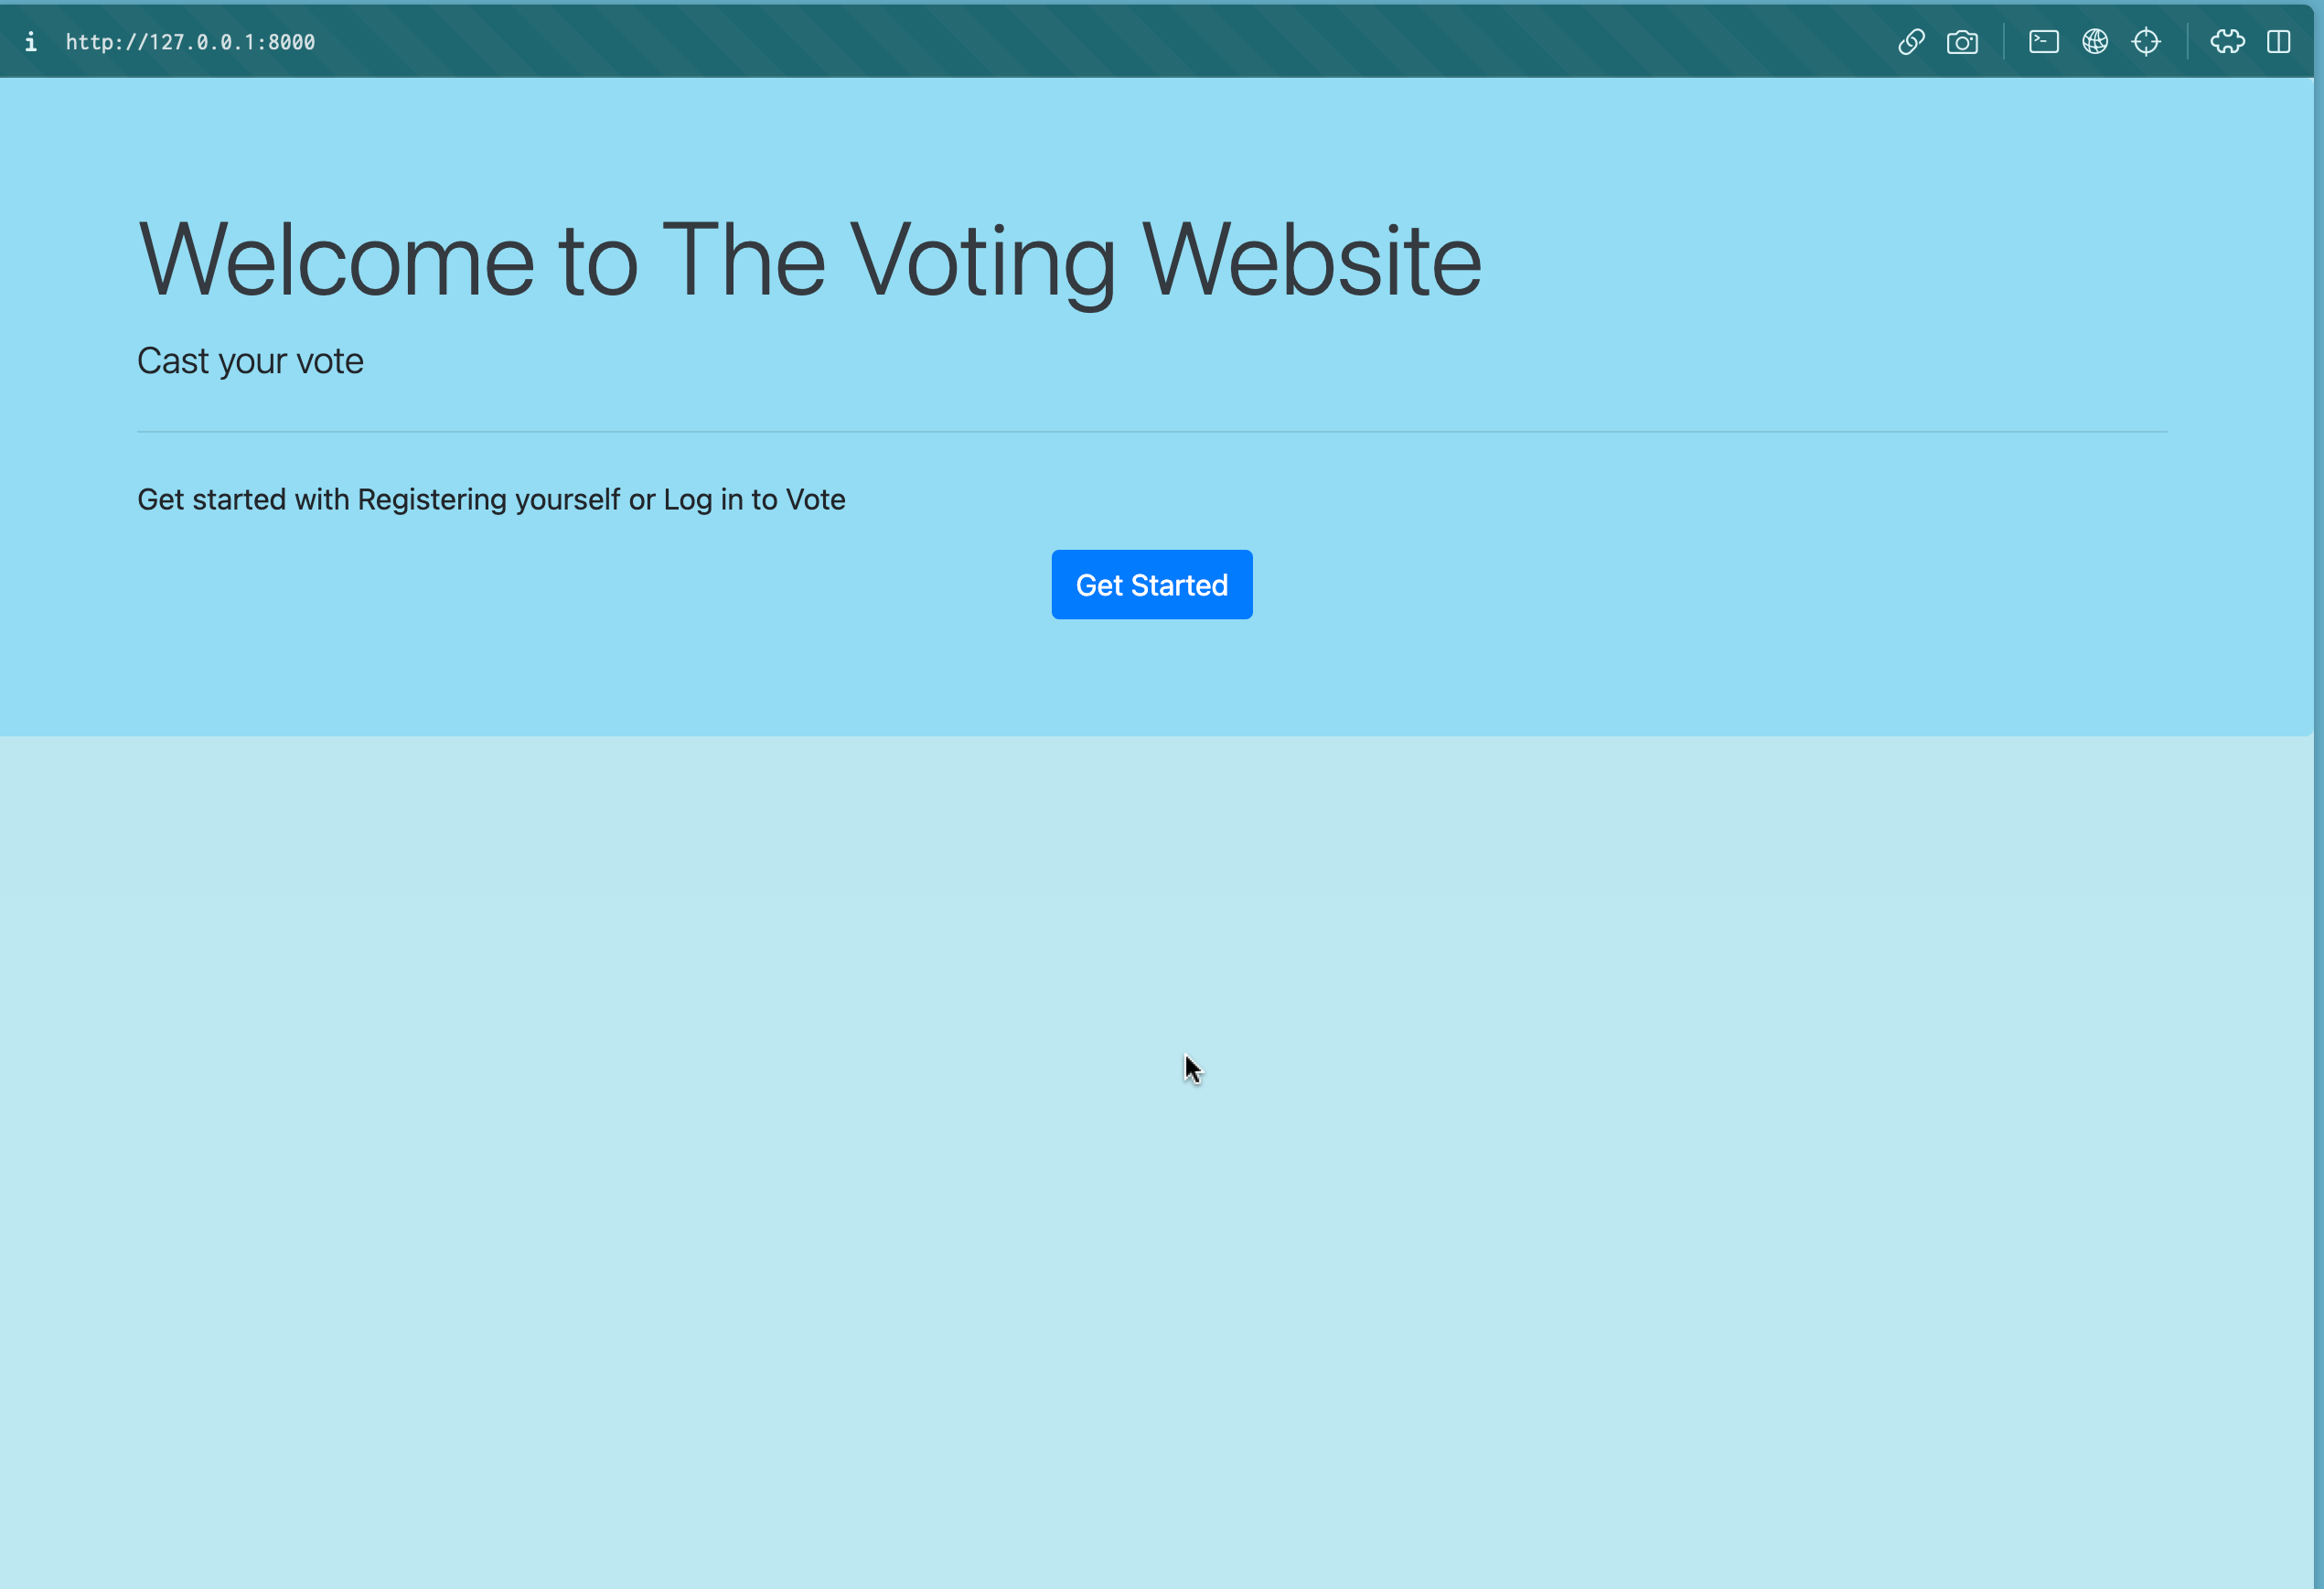 http://127.0.0.1:8000
Welcome to The Voting Website
Cast your vote
Get started with Registering yourself or Log in to Vote
Get Started